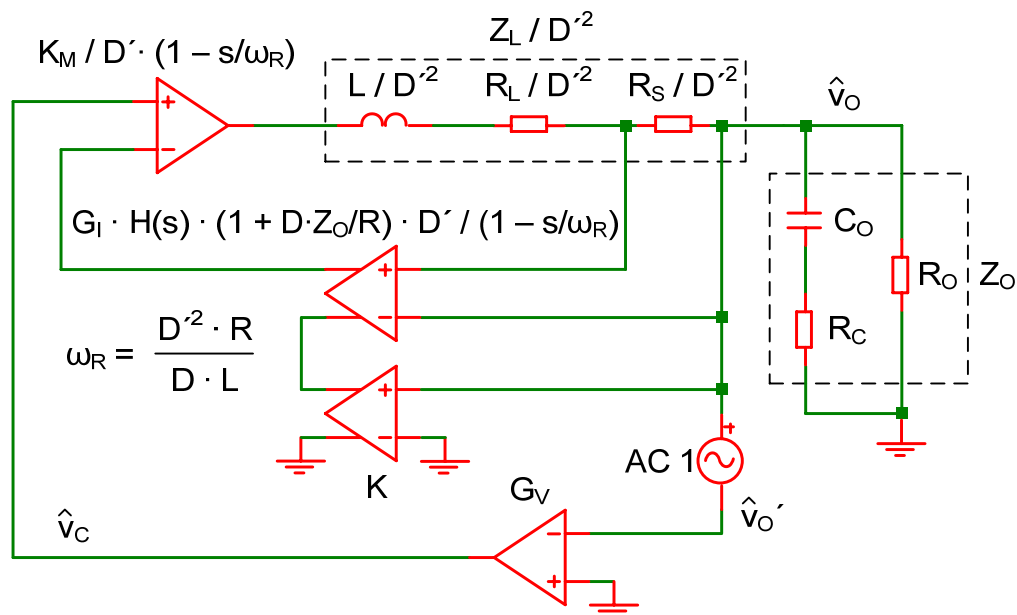 Z_L / D´²
K_M / D´· (1 – s/ω_R)
L / D´²
R_L / D´²
R_S / D´²
v̂_O
+
–
G_I · H(s) · (1 + D·Z_O/R) · D´ / (1 – s/ω_R)
C_O
+
R_O
Z_O
–
R_C
ω_R = D´² · R / D · L
+
–
+
–
K
AC 1
+
G_V
v̂_O´
v̂_C
–
+